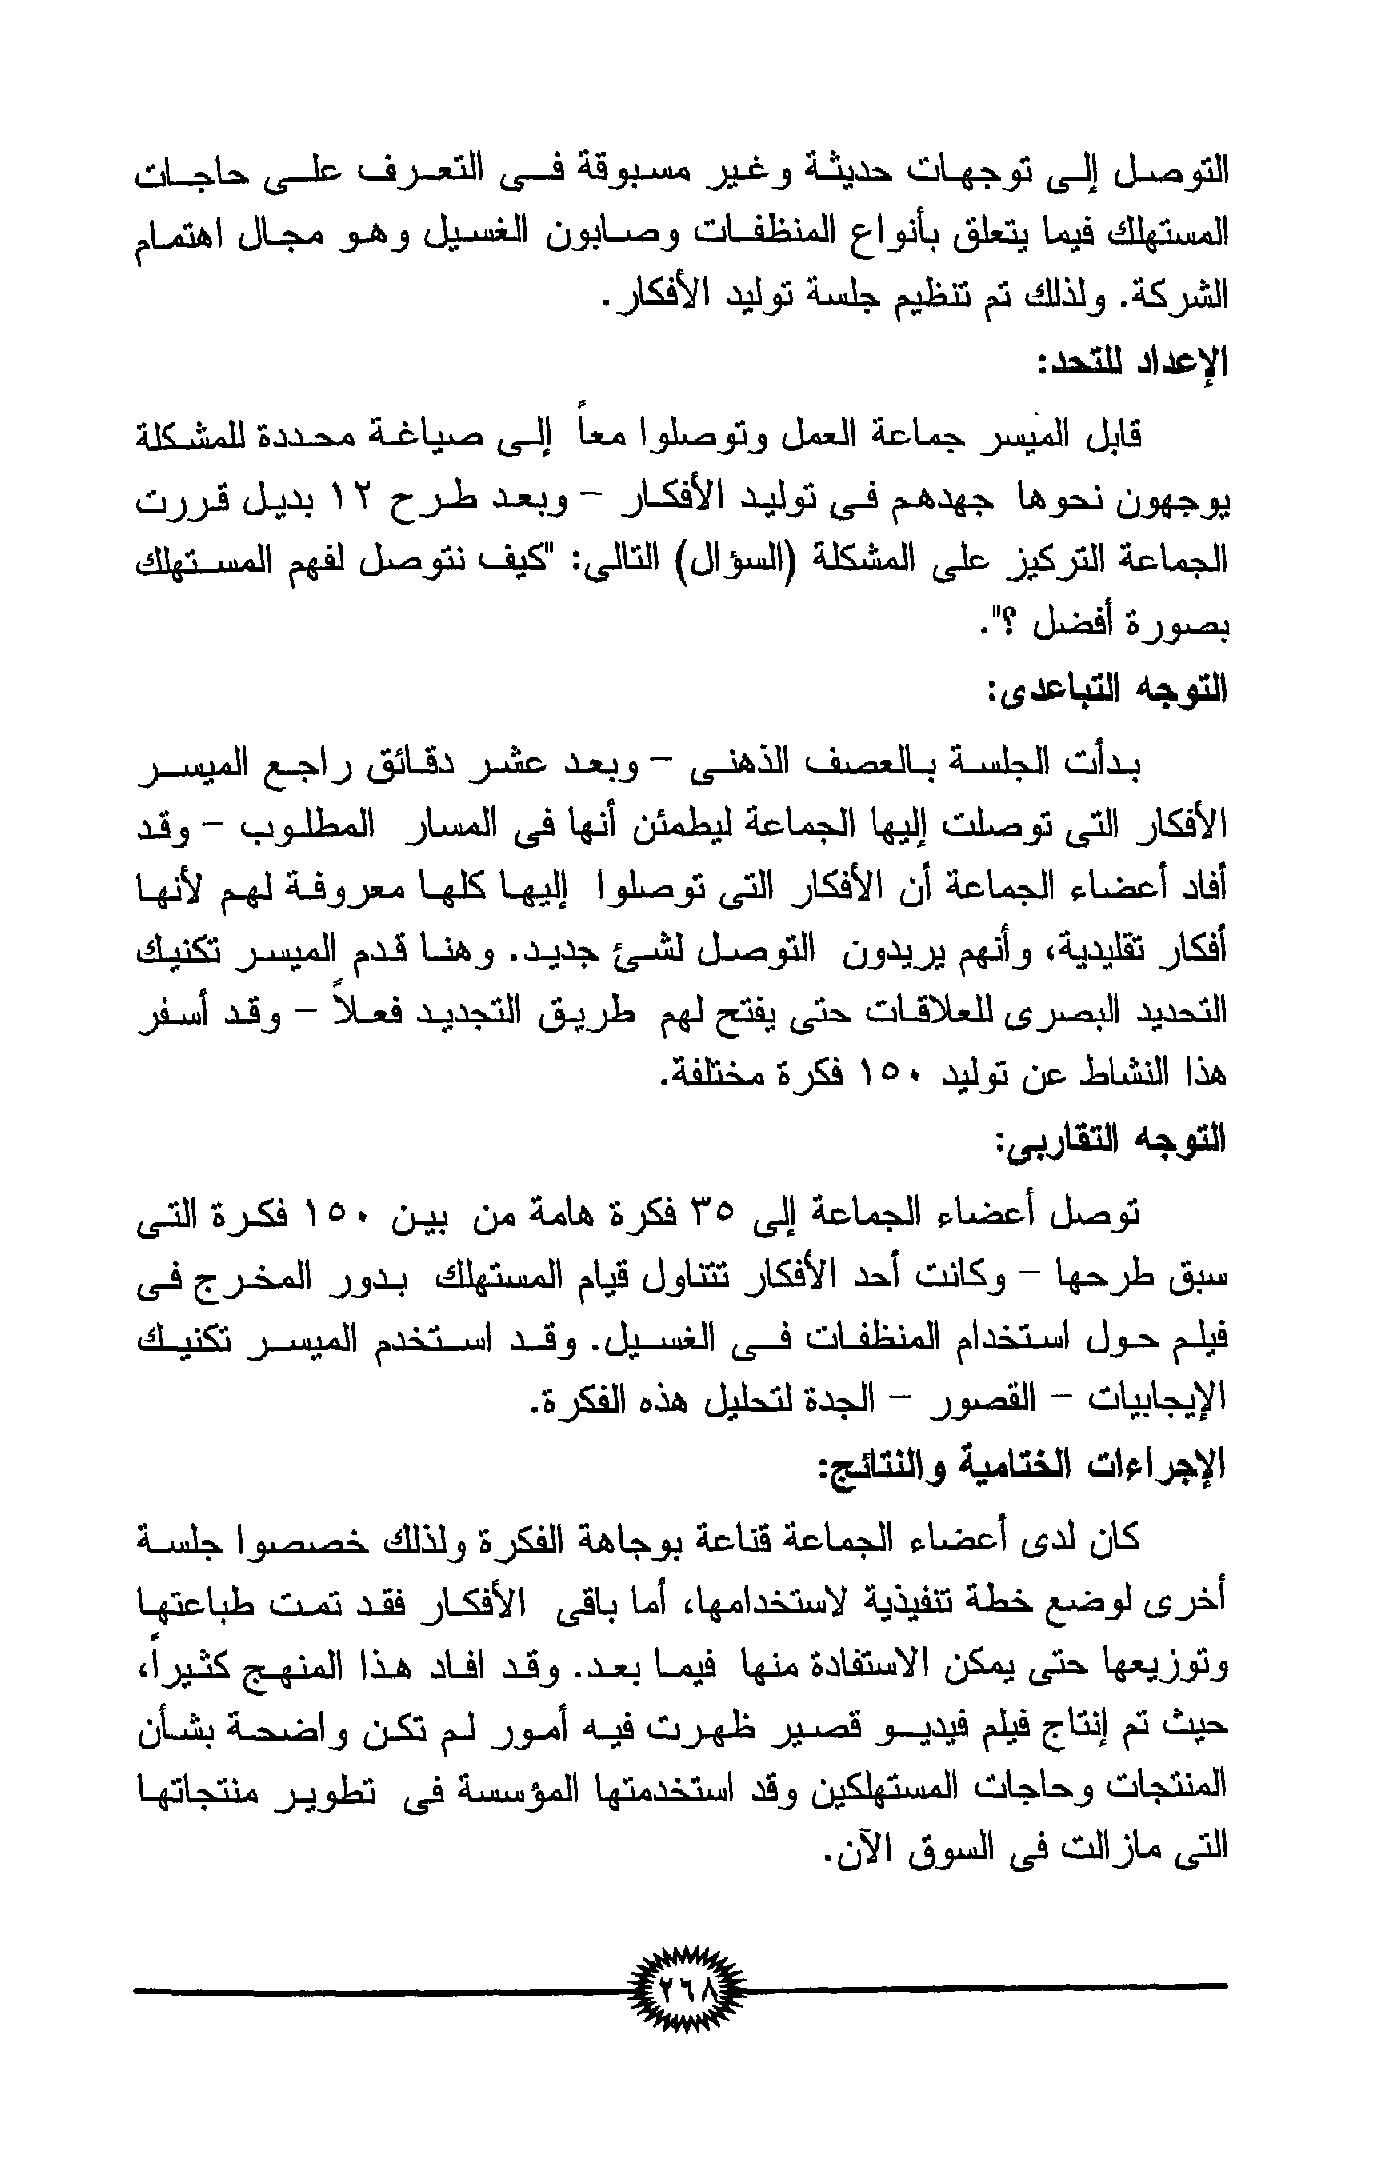 التوصل إلى توجهات حديثة وغير مسبوقة فى التعرف على حاجات
المستهلك فيما يتعلق بأنواع المنظفات وصابون الغسيل وهو مجال اهتمام
الشركة. ولذلك تم تنظيم جلسة توليد الأفكار.
الإعداد للتحد:
قابل الميسر جماعة العمل وتوصلوا معاً إلى صياغة محددة للمشكلة
يوجهون نحوها جهدهم فى توليد الأفكار – وبعد طرح ١٢ بديل قررت
الجماعة التركيز على المشكلة (السؤال) التالى: "كيف نتوصل لفهم المستهلك
بصورة أفضل ؟".
التوجه التباعدى:
بدأت الجلسة بالعصف الذهنى – وبعد عشر دقائق راجع الميسر
الأفكار التى توصلت إليها الجماعة ليطمئن أنها فى المسار المطلوب – وقد
أفاد أعضاء الجماعة أن الأفكار التى توصلوا إليها كلها معروفة لهم لأنها
أفكار تقليدية، وأنهم يريدون التوصل لشئ جديد. وهنا قدم الميسر تكنيك
التحديد البصرى للعلاقات حتى يفتح لهم طريق التجديد فعلاً – وقد أسفر
هذا النشاط عن توليد ١٥٠ فكرة مختلفة.
التوجه التقاربى:
توصل أعضاء الجماعة إلى ٣٥ فكرة هامة من بين ١٥٠ فكرة التى
سبق طرحها – وكانت أحد الأفكار تتناول قيام المستهلك بدور المخرج فى
فيلم حول استخدام المنظفات فى الغسيل. وقد استخدم الميسر تكنيك
الإيجابيات – القصور – الجدة لتحليل هذه الفكرة.
الإجراءات الختامية والنتائج:
كان لدى أعضاء الجماعة قناعة بوجاهة الفكرة ولذلك خصصوا جلسة
أخرى لوضع خطة تنفيذية لاستخدامها، أما باقى الأفكار فقد تمت طباعتها
وتوزيعها حتى يمكن الاستفادة منها فيما بعد. وقد افاد هذا المنهج كثيراً،
حيث تم إنتاج فيلم فيديو قصير ظهرت فيه أمور لم تكن واضحة بشأن
المنتجات وحاجات المستهلكين وقد استخدمتها المؤسسة فى تطوير منتجاتها
التى مازالت فى السوق الآن.
٢٦٨